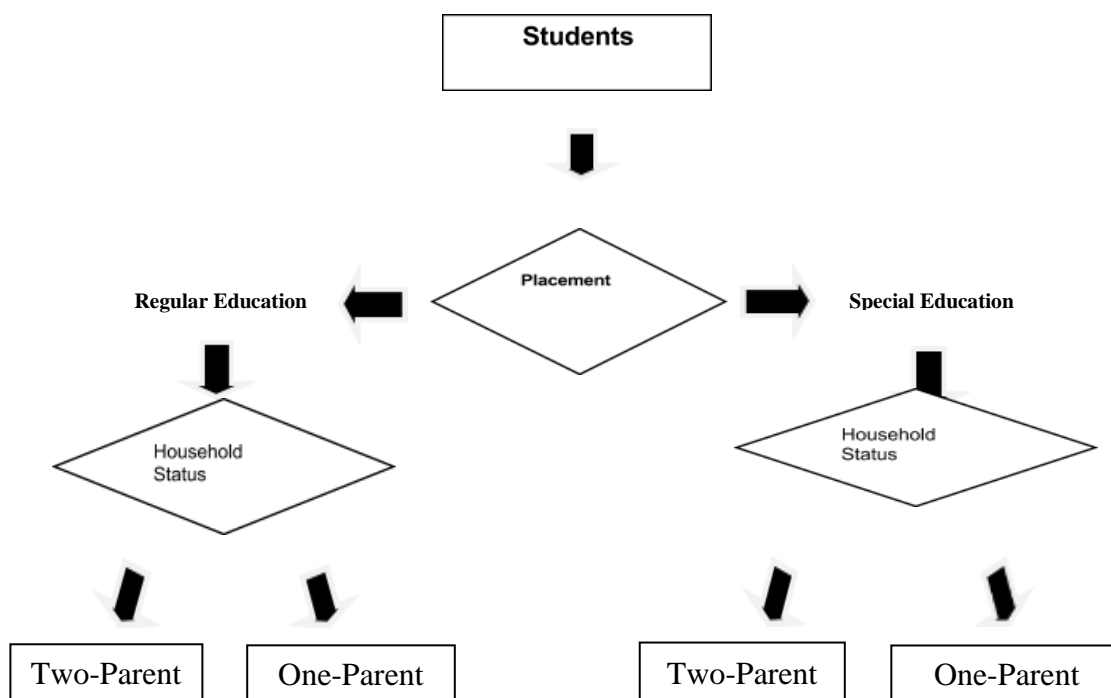 Students
Placement
Regular Education
Special Education
Household
Status
Household
Status
Two-Parent
One-Parent
Two-Parent
One-Parent